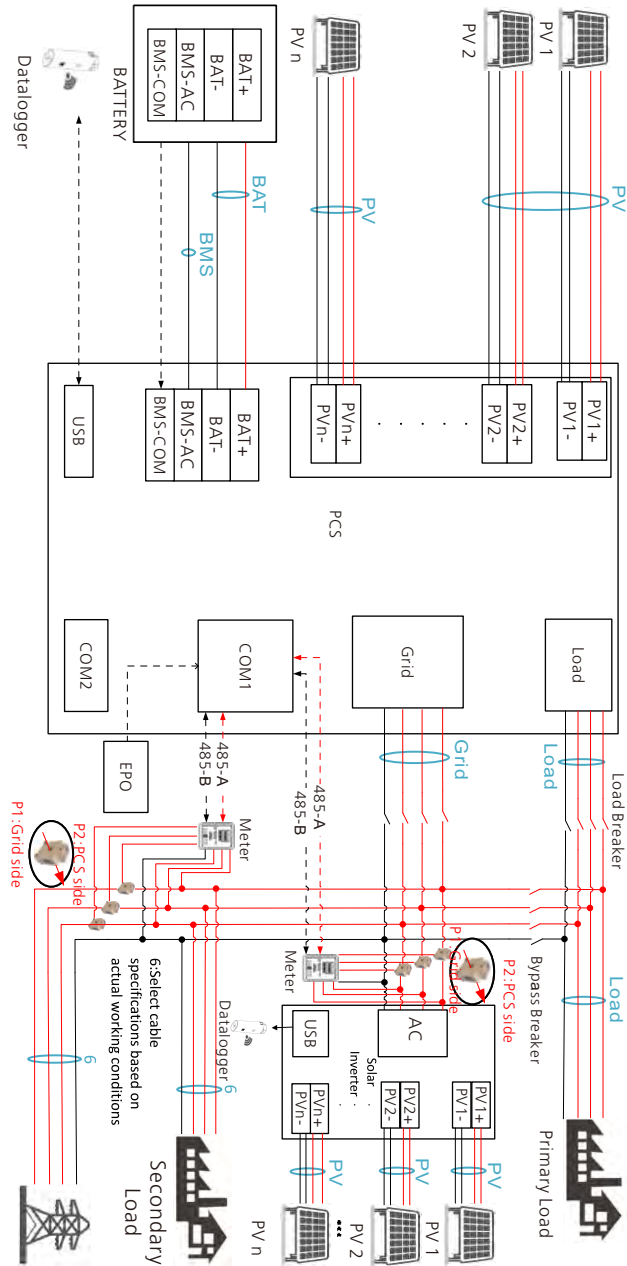 PV 1
PV 2
PV n
PV
PV
BATTERY
BAT+
BAT-
BMS-AC
BMS-COM
BAT
BMS
Datalogger
PV1+
PV1-
PV2+
PV2-
. . . . .
PVn+
PVn-
BAT+
BAT-
BMS-AC
BMS-COM
USB
PCS
Load
Grid
COM1
COM2
EPO
Load
Load Breaker
Grid
485-A
485-B
485-A
485-B
Meter
P2:PCS side
P1:Grid side
Bypass Breaker
Load
Primary Load
Meter
P1:Grid side
P2:PCS side
AC
USB
Datalogger
Solar
Inverter
. .
PV1+
PV1-
PV2+
PV2-
PVn+
PVn-
PV
PV
PV
PV 1
PV 2
...
PV n
6:Select cable
specifications based on
actual working conditions
6
6
Secondary
Load